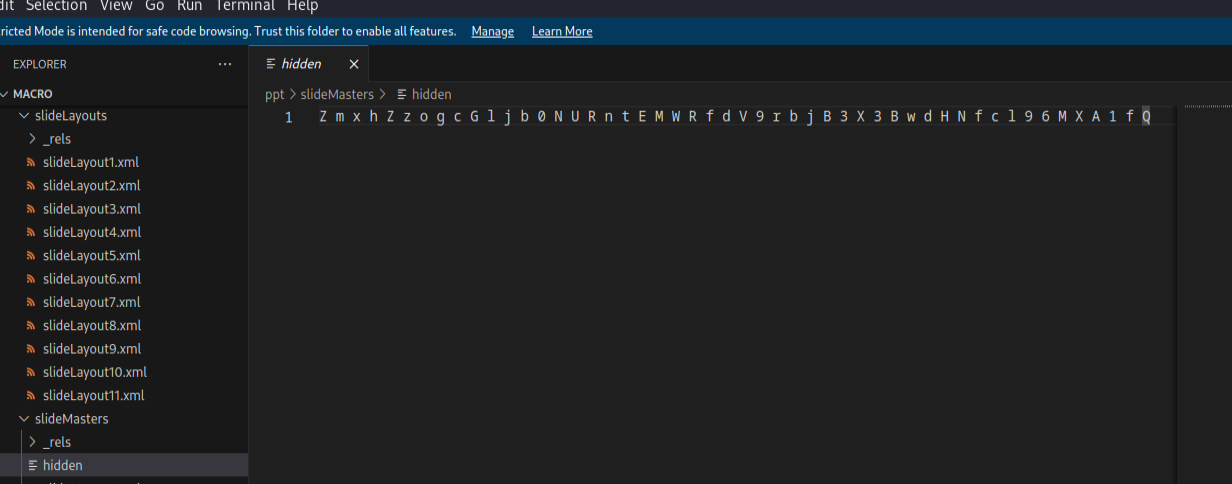 dit Selection View Go Run Terminal Help
ricted Mode is intended for safe code browsing. Trust this folder to enable all features. Manage Learn More
EXPLORER ...
hidden ×
MACRO
ppt > slideMasters > hidden
slideLayouts
1 Z m x h Z z o g c G l j b 0 N U R n t E M W R f d V 9 r b j B 3 X 3 B w d H N f c l 9 6 M X A 1 f Q
_rels
slideLayout1.xml
slideLayout2.xml
slideLayout3.xml
slideLayout4.xml
slideLayout5.xml
slideLayout6.xml
slideLayout7.xml
slideLayout8.xml
slideLayout9.xml
slideLayout10.xml
slideLayout11.xml
slideMasters
_rels
hidden